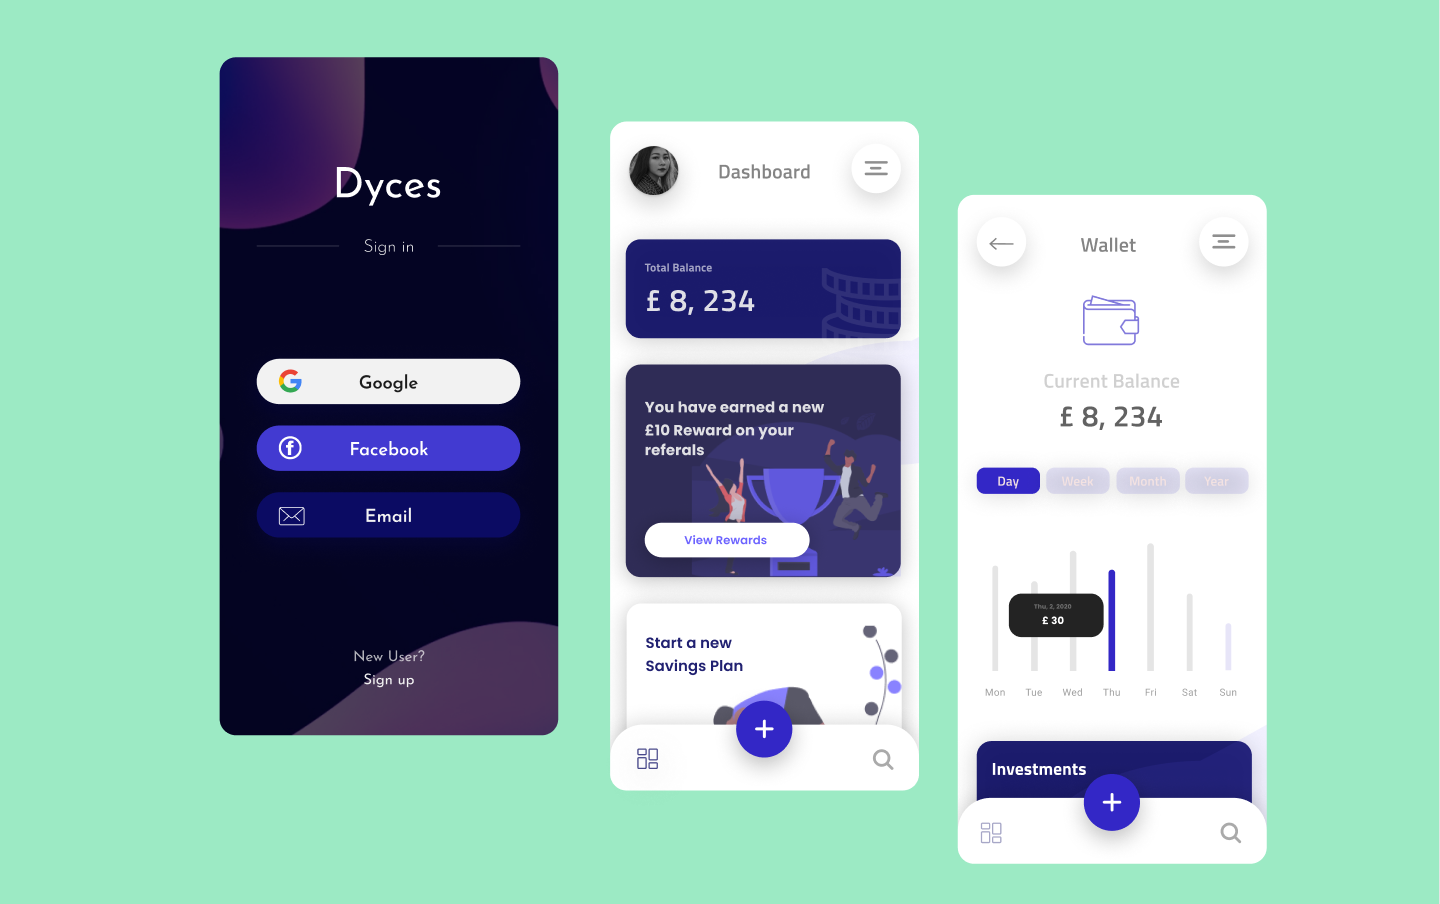 Dyces
Sign in
Google
Facebook
Email
New User?
Sign up
Dashboard
Total Balance
£ 8, 234
You have earned a new
£10 Reward on your
referals
View Rewards
Start a new
Savings Plan
Wallet
Current Balance
£ 8, 234
Day Week Month Year
Thu, 2, 2020
£ 30
Mon Tue Wed Thu Fri Sat Sun
Investments